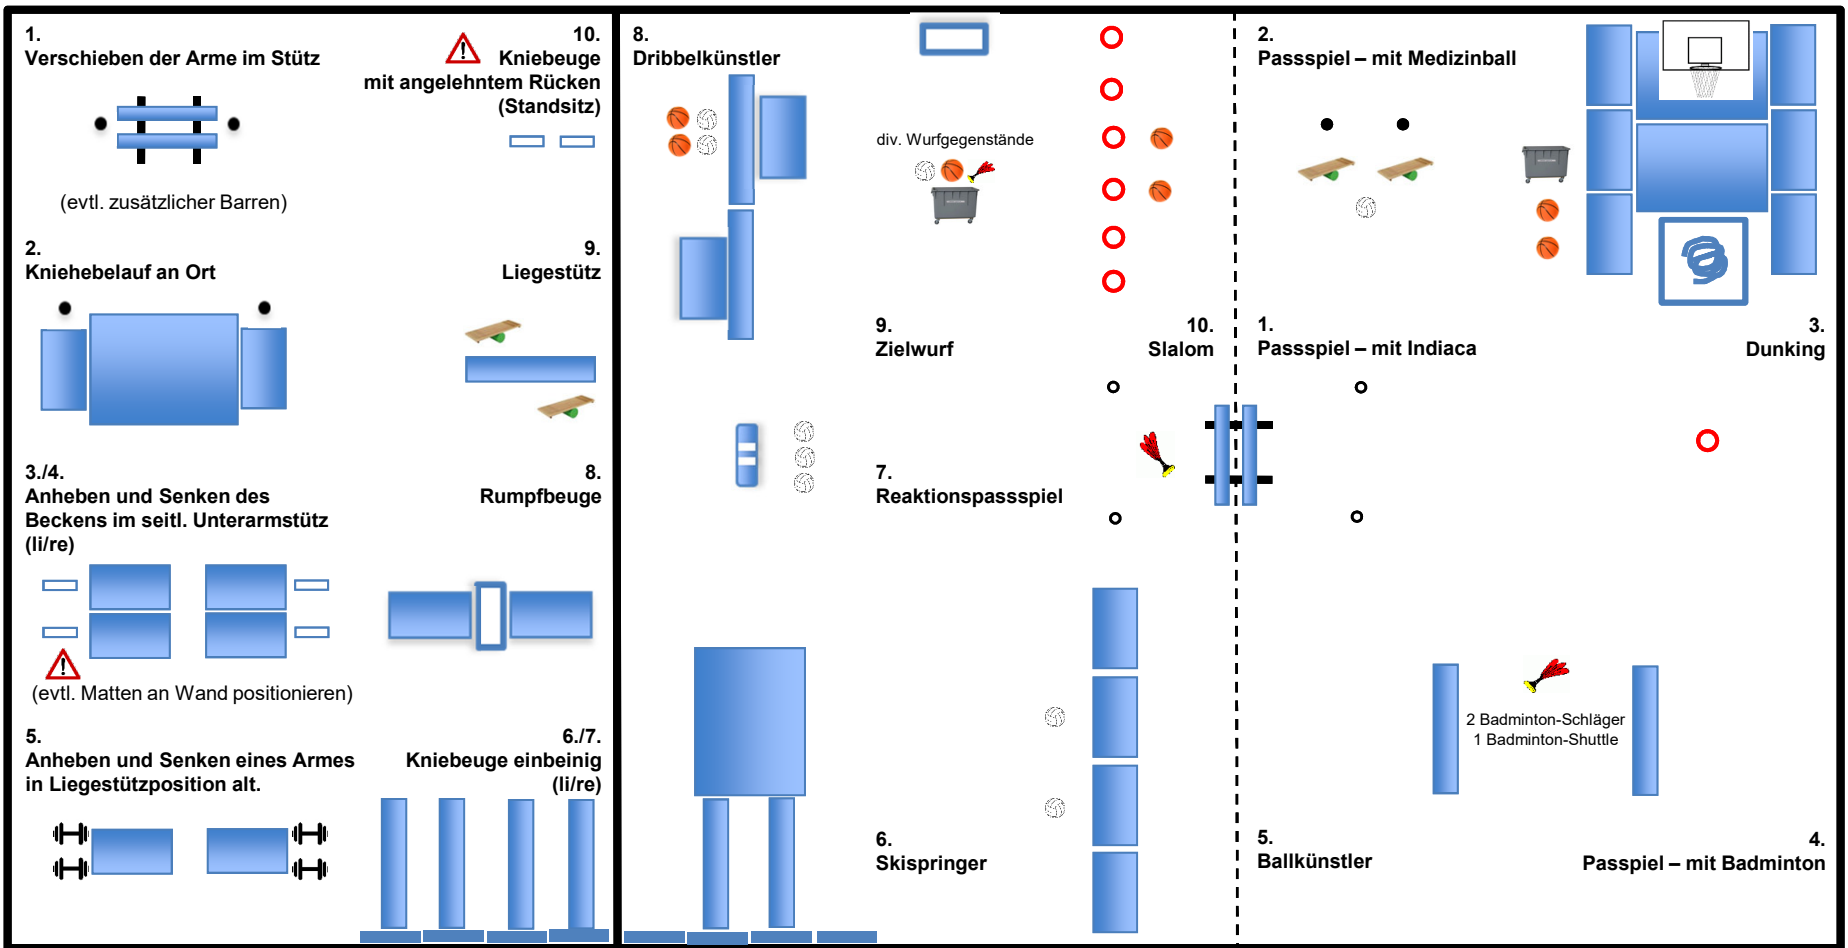 1.
Verschieben der Arme im Stütz
(evtl. zusätzlicher Barren)
10.
Kniebeuge
mit angelehntem Rücken
(Standsitz)
2.
Kniehebelauf an Ort
9.
Liegestütz
3./4.
Anheben und Senken des
Beckens im seitl. Unterarmstütz
(li/re)
(evtl. Matten an Wand positionieren)
8.
Rumpfbeuge
5.
Anheben und Senken eines Armes
in Liegestützposition alt.
6./7.
Kniebeuge einbeinig
(li/re)
8.
Dribbelkünstler
div. Wurfgegenstände
9.
Zielwurf
10.
Slalom
7.
Reaktionspassspiel
6.
Skispringer
2.
Passspiel – mit Medizinball
1.
Passspiel – mit Indiaca
3.
Dunking
2 Badminton-Schläger
1 Badminton-Shuttle
5.
Ballkünstler
4.
Passpiel – mit Badminton